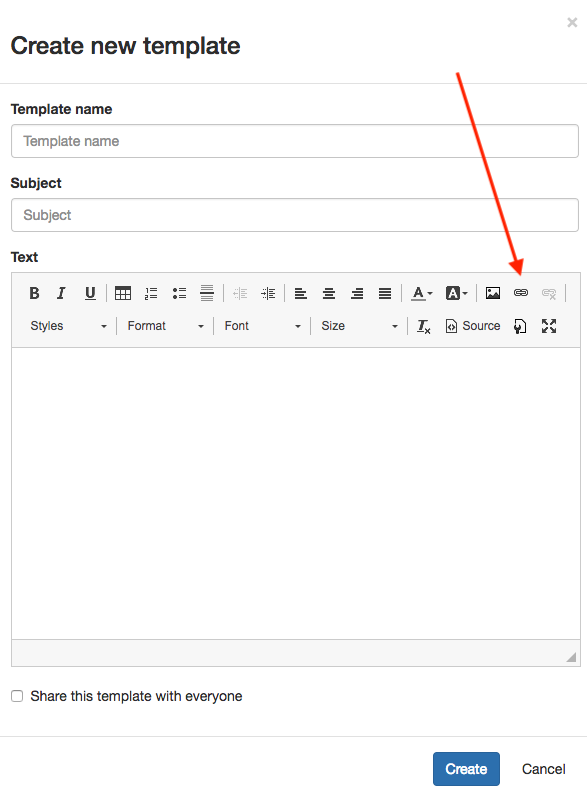 ×
Create new template
Template name
Template name
Subject
Subject
Text
B I U A A
Styles Format Font Size Source
Share this template with everyone
Create Cancel